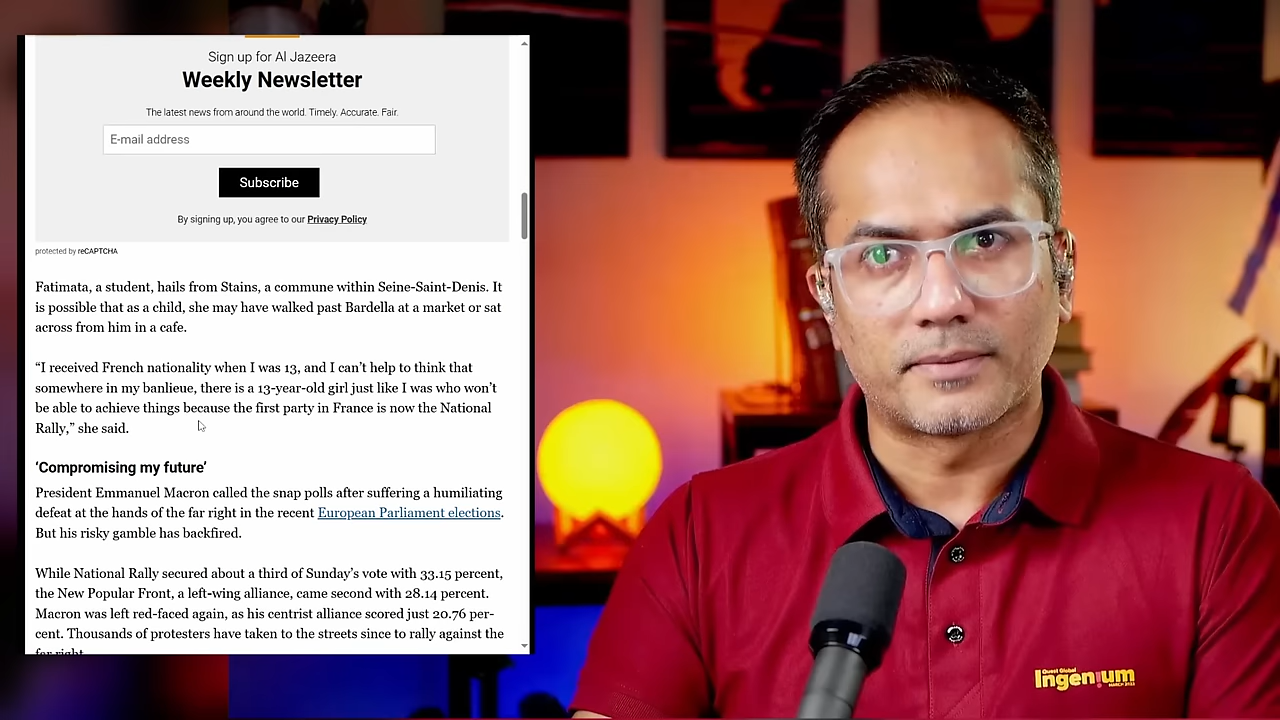 Sign up for Al Jazeera
Weekly Newsletter
The latest news from around the world. Timely. Accurate. Fair.
E-mail address
Subscribe
By signing up, you agree to our Privacy Policy
protected by reCAPTCHA
Fatimata, a student, hails from Stains, a commune within Seine-Saint-Denis. It
is possible that as a child, she may have walked past Bardella at a market or sat
across from him in a cafe.
“I received French nationality when I was 13, and I can’t help to think that
somewhere in my banlieue, there is a 13-year-old girl just like I was who won’t
be able to achieve things because the first party in France is now the National
Rally,” she said.
‘Compromising my future’
President Emmanuel Macron called the snap polls after suffering a humiliating
defeat at the hands of the far right in the recent European Parliament elections.
But his risky gamble has backfired.
While National Rally secured about a third of Sunday’s vote with 33.15 percent,
the New Popular Front, a left-wing alliance, came second with 28.14 percent.
Macron was left red-faced again, as his centrist alliance scored just 20.76 per-
cent. Thousands of protesters have taken to the streets since to rally against the
far right.
Quest Global
Ingen!um